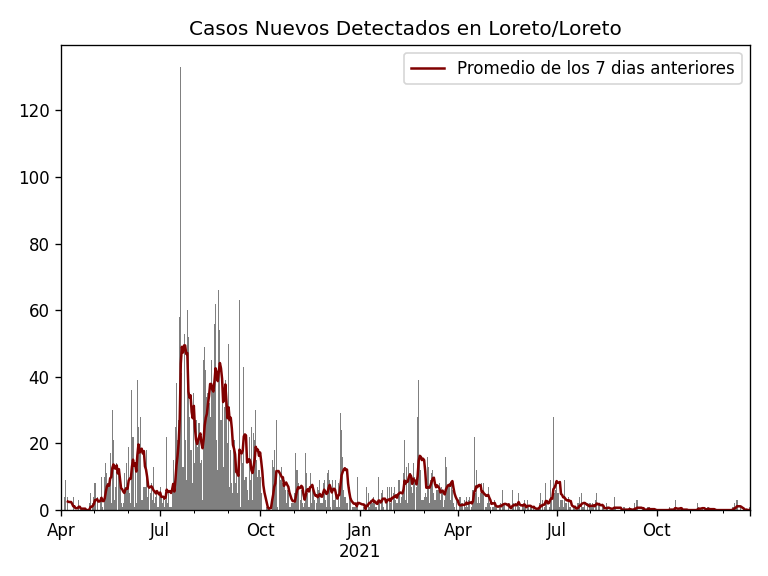 Casos Nuevos Detectados en Loreto/Loreto
Promedio de los 7 dias anteriores
120
100
80
60
40
20
0
Apr Jul Oct Jan Apr Jul Oct
2021